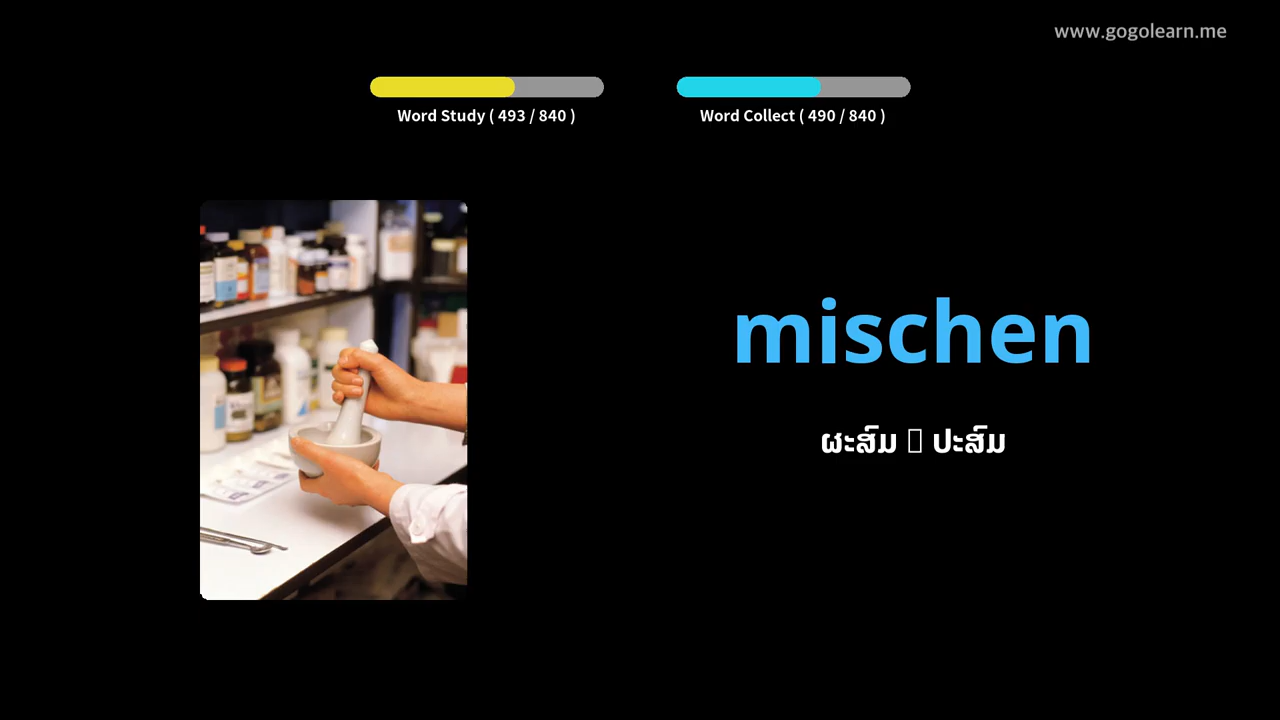 www.gogolearn.me
Word Study ( 493 / 840 )
Word Collect ( 490 / 840 )
mischen
ຜະສົມ ປະສົມ